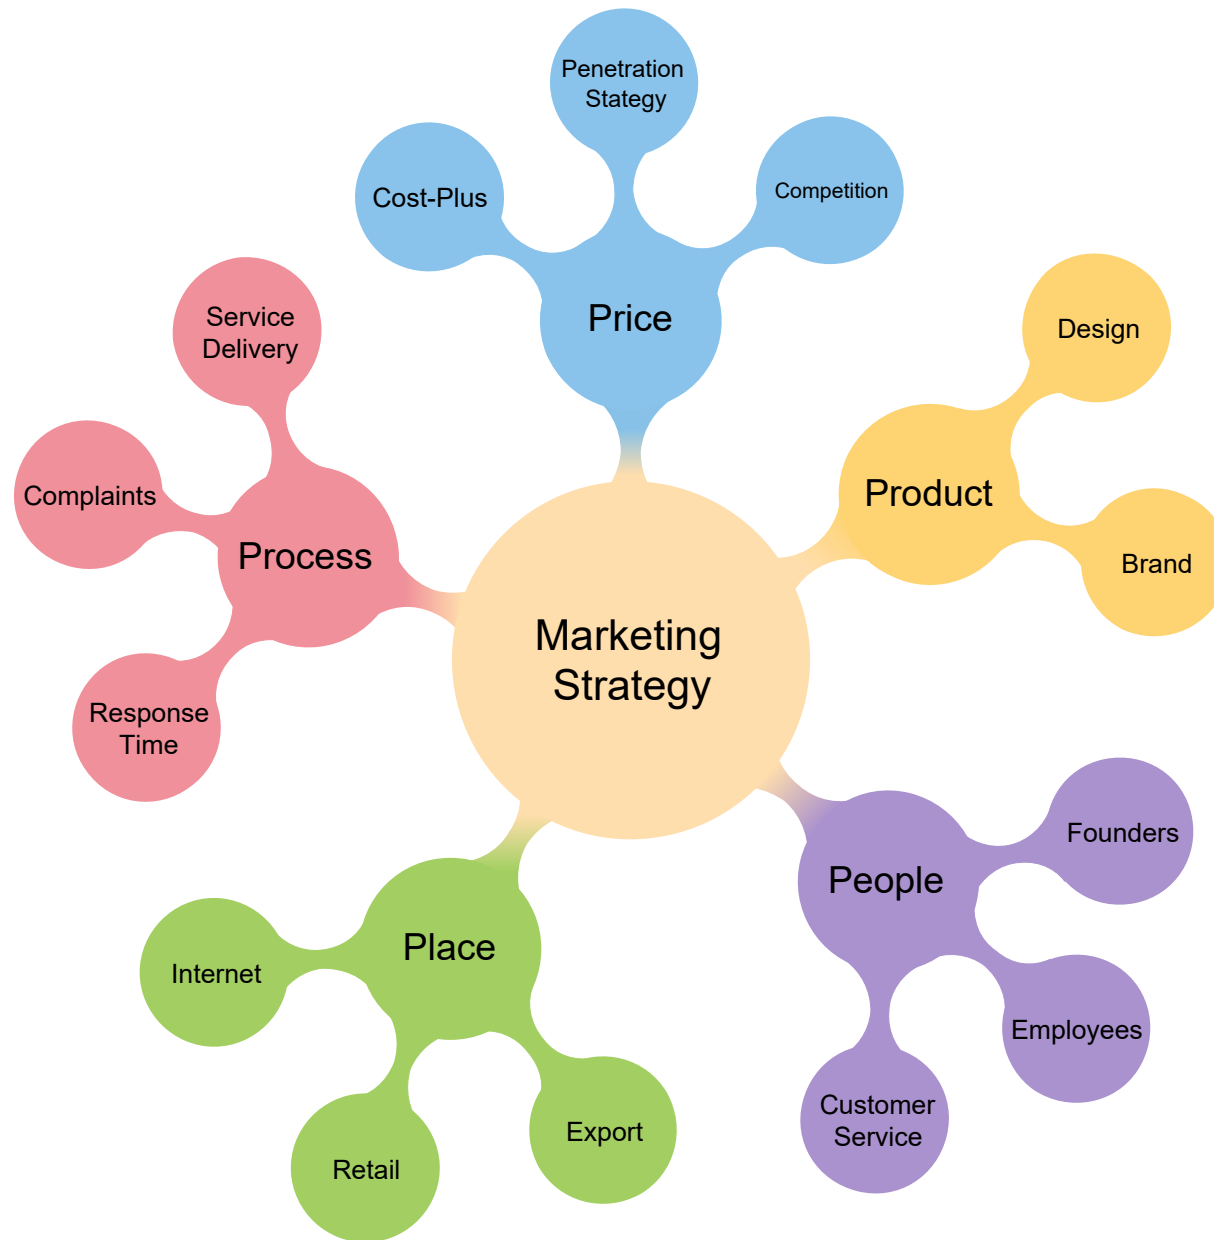 Penetration
Stategy
Cost-Plus
Competition
Price
Service
Delivery
Design
Complaints
Product
Process
Brand
Marketing
Strategy
Response
Time
Founders
People
Place
Internet
Employees
Customer
Service
Export
Retail